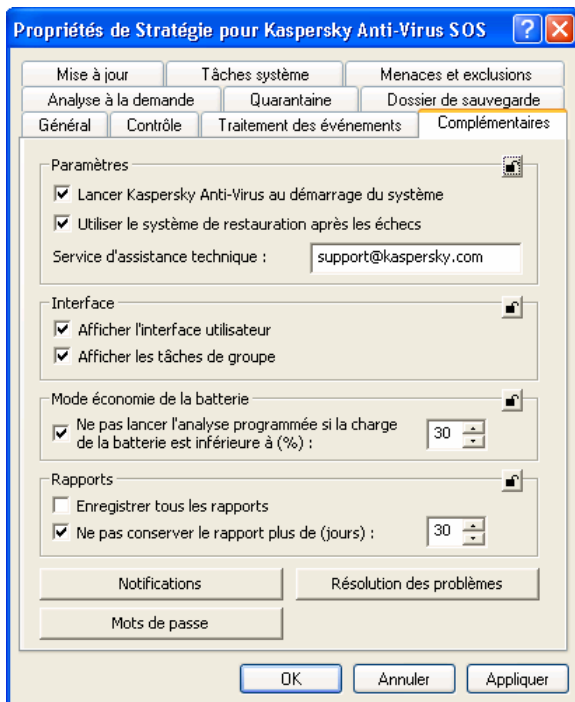 Propriétés de Stratégie pour Kaspersky Anti-Virus SOS
Mise à jour
Tâches système
Menaces et exclusions
Analyse à la demande
Quarantaine
Dossier de sauvegarde
Général
Contrôle
Traitement des événements
Complémentaires
Paramètres
Lancer Kaspersky Anti-Virus au démarrage du système
Utiliser le système de restauration après les échecs
Service d'assistance technique :
support@kaspersky.com
Interface
Afficher l'interface utilisateur
Afficher les tâches de groupe
Mode économie de la batterie
Ne pas lancer l'analyse programmée si la charge
de la batterie est inférieure à (%) :
30
Rapports
Enregistrer tous les rapports
Ne pas conserver le rapport plus de (jours) :
30
Notifications
Résolution des problèmes
Mots de passe
OK
Annuler
Appliquer